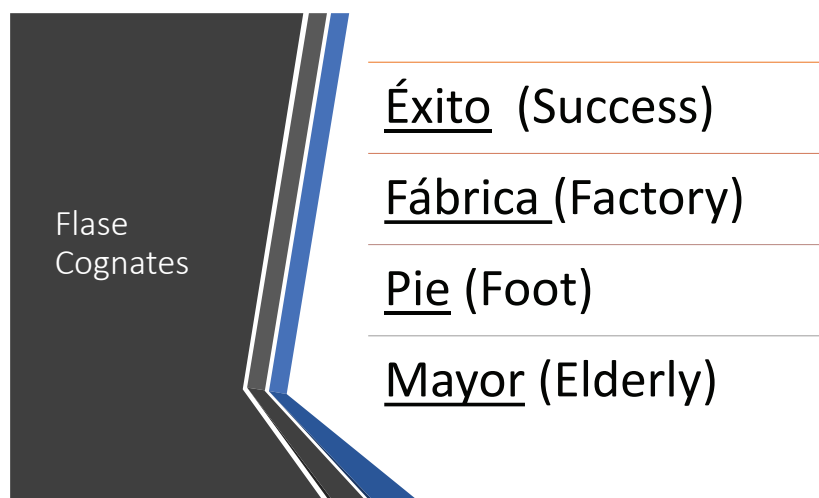 Flase
Cognates
Éxito (Success)
Fábrica (Factory)
Pie (Foot)
Mayor (Elderly)